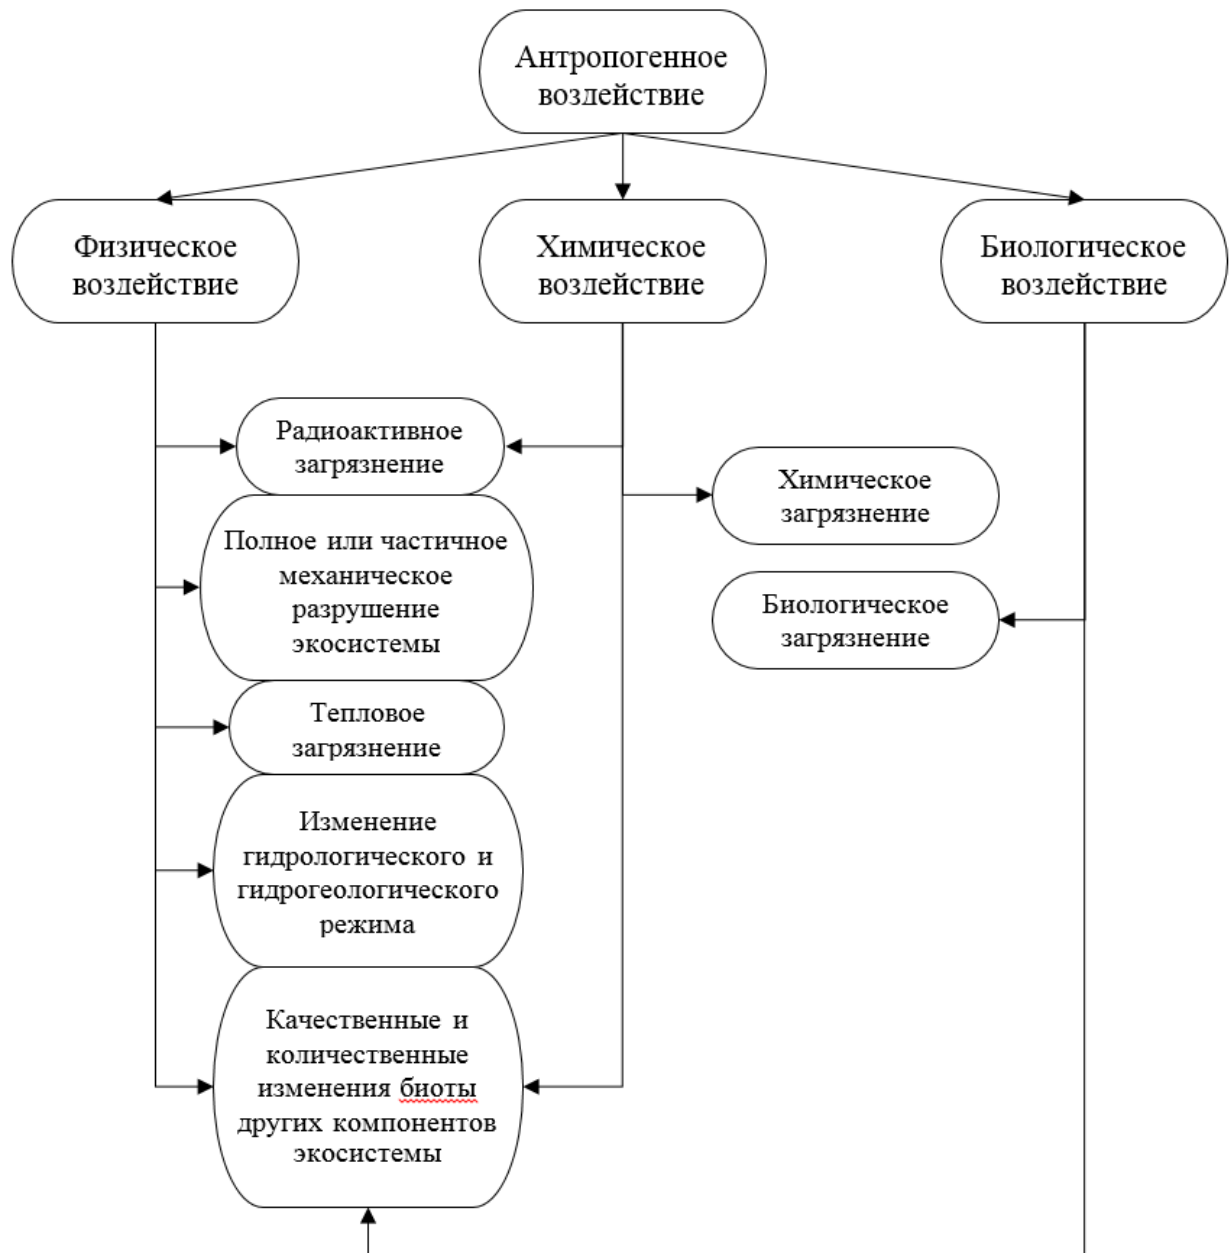 Антропогенное
воздействие
Физическое
воздействие
Химическое
воздействие
Биологическое
воздействие
Радиоактивное
загрязнение
Химическое
загрязнение
Полное или частичное
механическое
разрушение
экосистемы
Биологическое
загрязнение
Тепловое
загрязнение
Изменение
гидрологического и
гидрогеологического
режима
Качественные и
количественные
изменения биоты
других компонентов
экосистемы